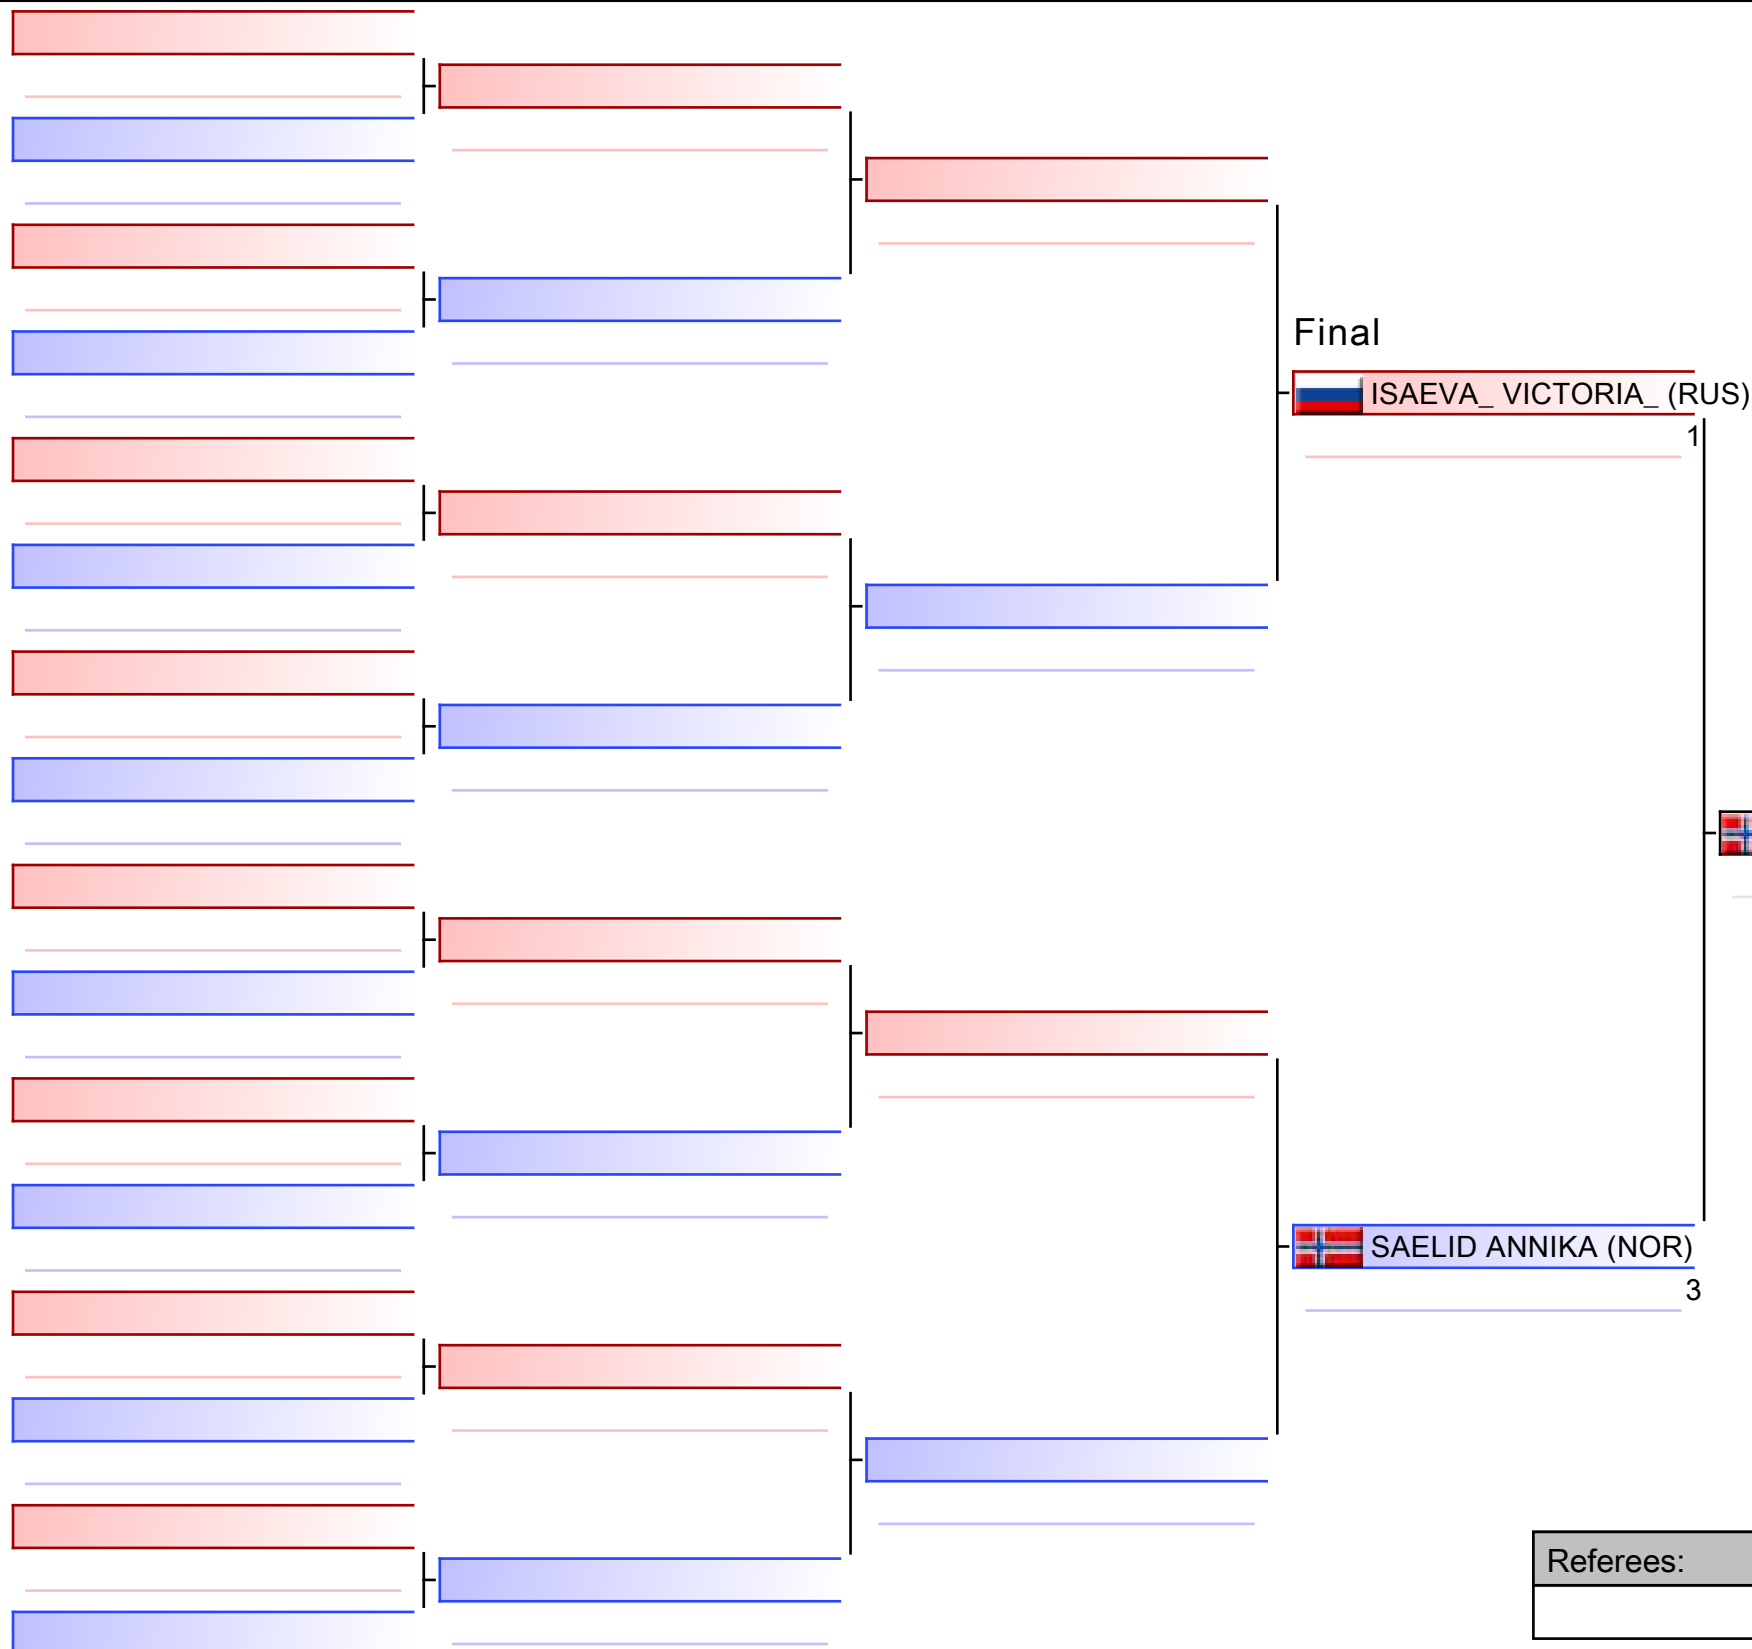 Final
ISAEVA_ VICTORIA_ (RUS)
1
SAELID ANNIKA (NOR)
3
Referees: